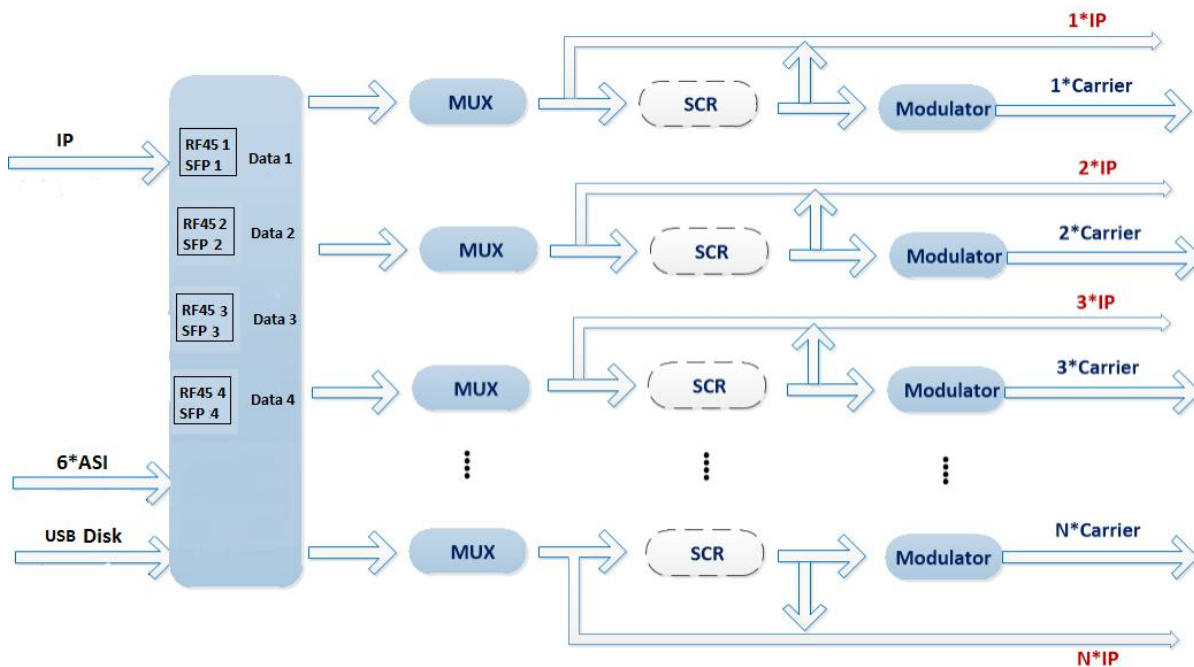 1*IP
MUX
SCR
Modulator
1*Carrier
IP
RF45 1
SFP 1
Data 1
2*IP
RF45 2
SFP 2
Data 2
MUX
SCR
Modulator
2*Carrier
3*IP
RF45 3
SFP 3
Data 3
MUX
SCR
Modulator
3*Carrier
RF45 4
SFP 4
Data 4
6*ASI
USB Disk
MUX
SCR
Modulator
N*Carrier
N*IP